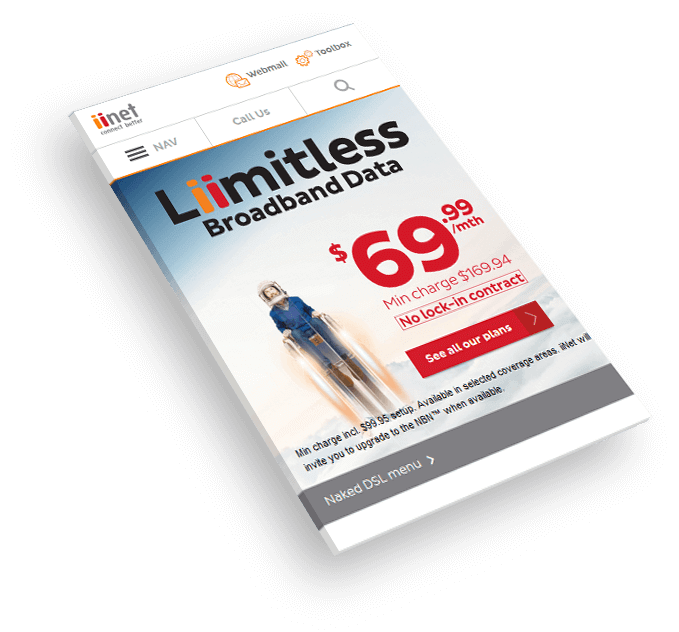 Webmail
Toolbox
iinet
connect better
NAV
Call Us
Liimitless
Broadband Data
$69.99
/mth
Min charge $169.94
No lock-in contract
See all our plans
Min charge incl. $99.95 setup. Available in selected coverage areas. iiNet will
invite you to upgrade to the NBN™ when available.
Naked DSL menu